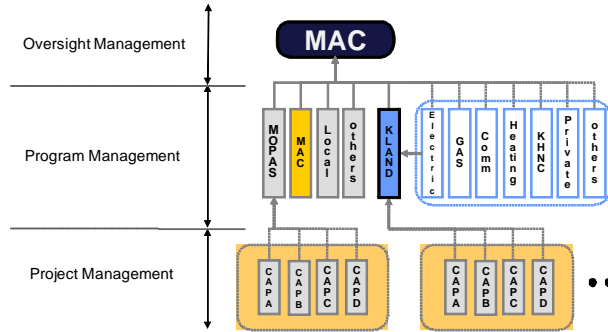 Oversight Management
MAC
Program Management
MOPAS
MAC
Local
others
KLAND
Electric
GAS
Comm
Heating
KHNC
Private
others
Project Management
CAPA
CAPB
CAPC
CAPD
CAPA
CAPB
CAPC
CAPD